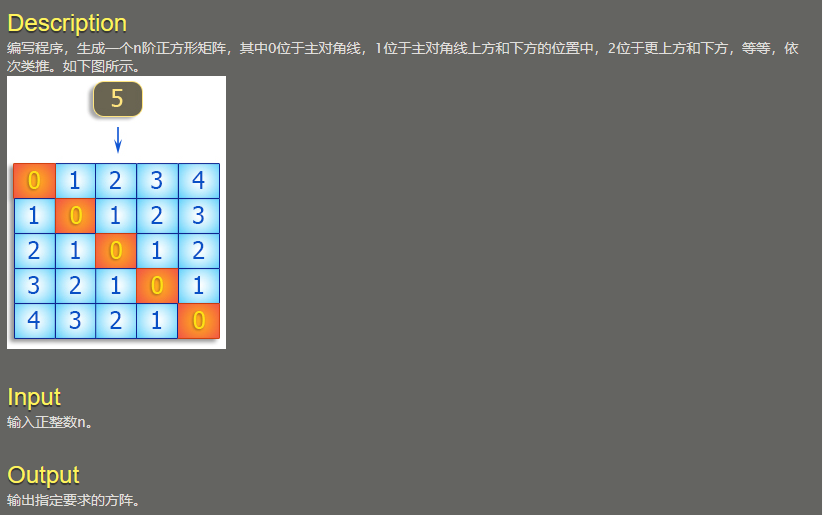 Description
编写程序，生成一个n阶正方形矩阵，其中0位于主对角线，1位于主对角线上方和下方的位置中，2位于更上方和下方，等等，依
次类推。如下图所示。
5
0 1 2 3 4
1 0 1 2 3
2 1 0 1 2
3 2 1 0 1
4 3 2 1 0
Input
输入正整数n。
Output
输出指定要求的方阵。